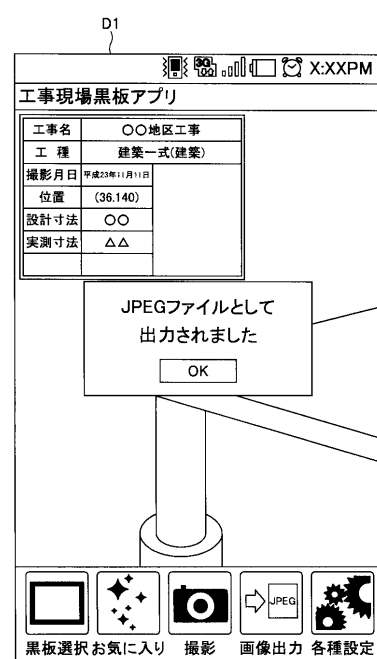 D1
3G
X:XXPM
工事現場黒板アプリ
工事名 〇〇地区工事
工 種 建築一式(建築)
撮影月日 平成23年11月11日
位置 (36.140)
設計寸法 〇〇
実測寸法 △△
JPEGファイルとして
出力されました
OK
JPEG
黒板選択 お気に入り 撮影 画像出力 各種設定